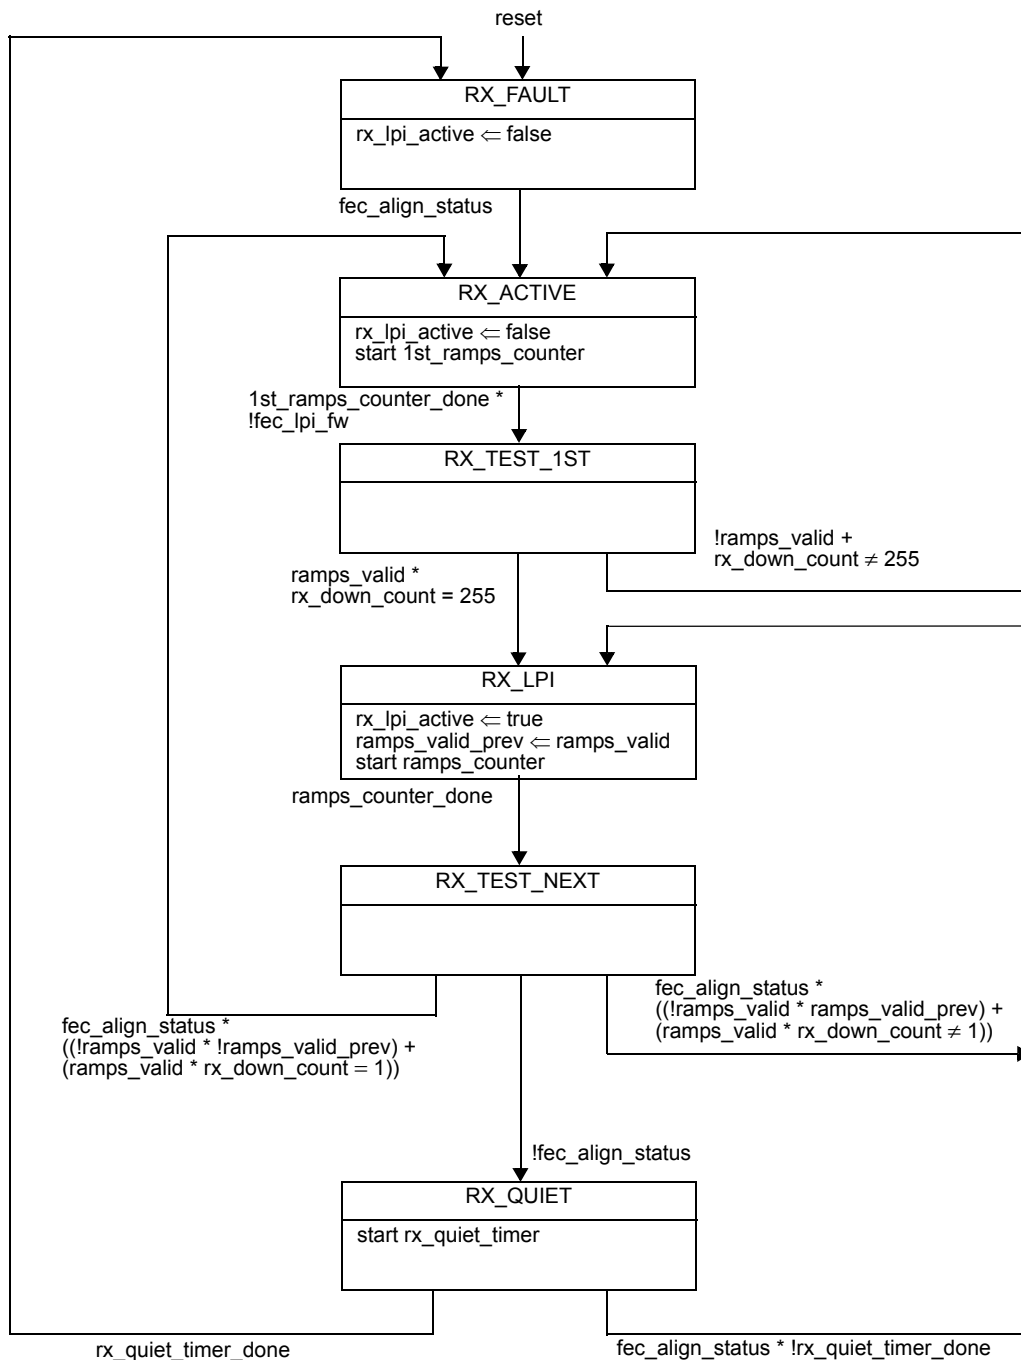 reset
RX_FAULT
rx_lpi_active ⇐ false
fec_align_status
RX_ACTIVE
rx_lpi_active ⇐ false
start 1st_ramps_counter
1st_ramps_counter_done *
!fec_lpi_fw
RX_TEST_1ST
!ramps_valid +
rx_down_count ≠ 255
ramps_valid *
rx_down_count = 255
RX_LPI
rx_lpi_active ⇐ true
ramps_valid_prev ⇐ ramps_valid
start ramps_counter
ramps_counter_done
RX_TEST_NEXT
fec_align_status *
((!ramps_valid * ramps_valid_prev) +
(ramps_valid * rx_down_count ≠ 1))
fec_align_status *
((!ramps_valid * !ramps_valid_prev) +
(ramps_valid * rx_down_count = 1))
!fec_align_status
RX_QUIET
start rx_quiet_timer
rx_quiet_timer_done
fec_align_status * !rx_quiet_timer_done